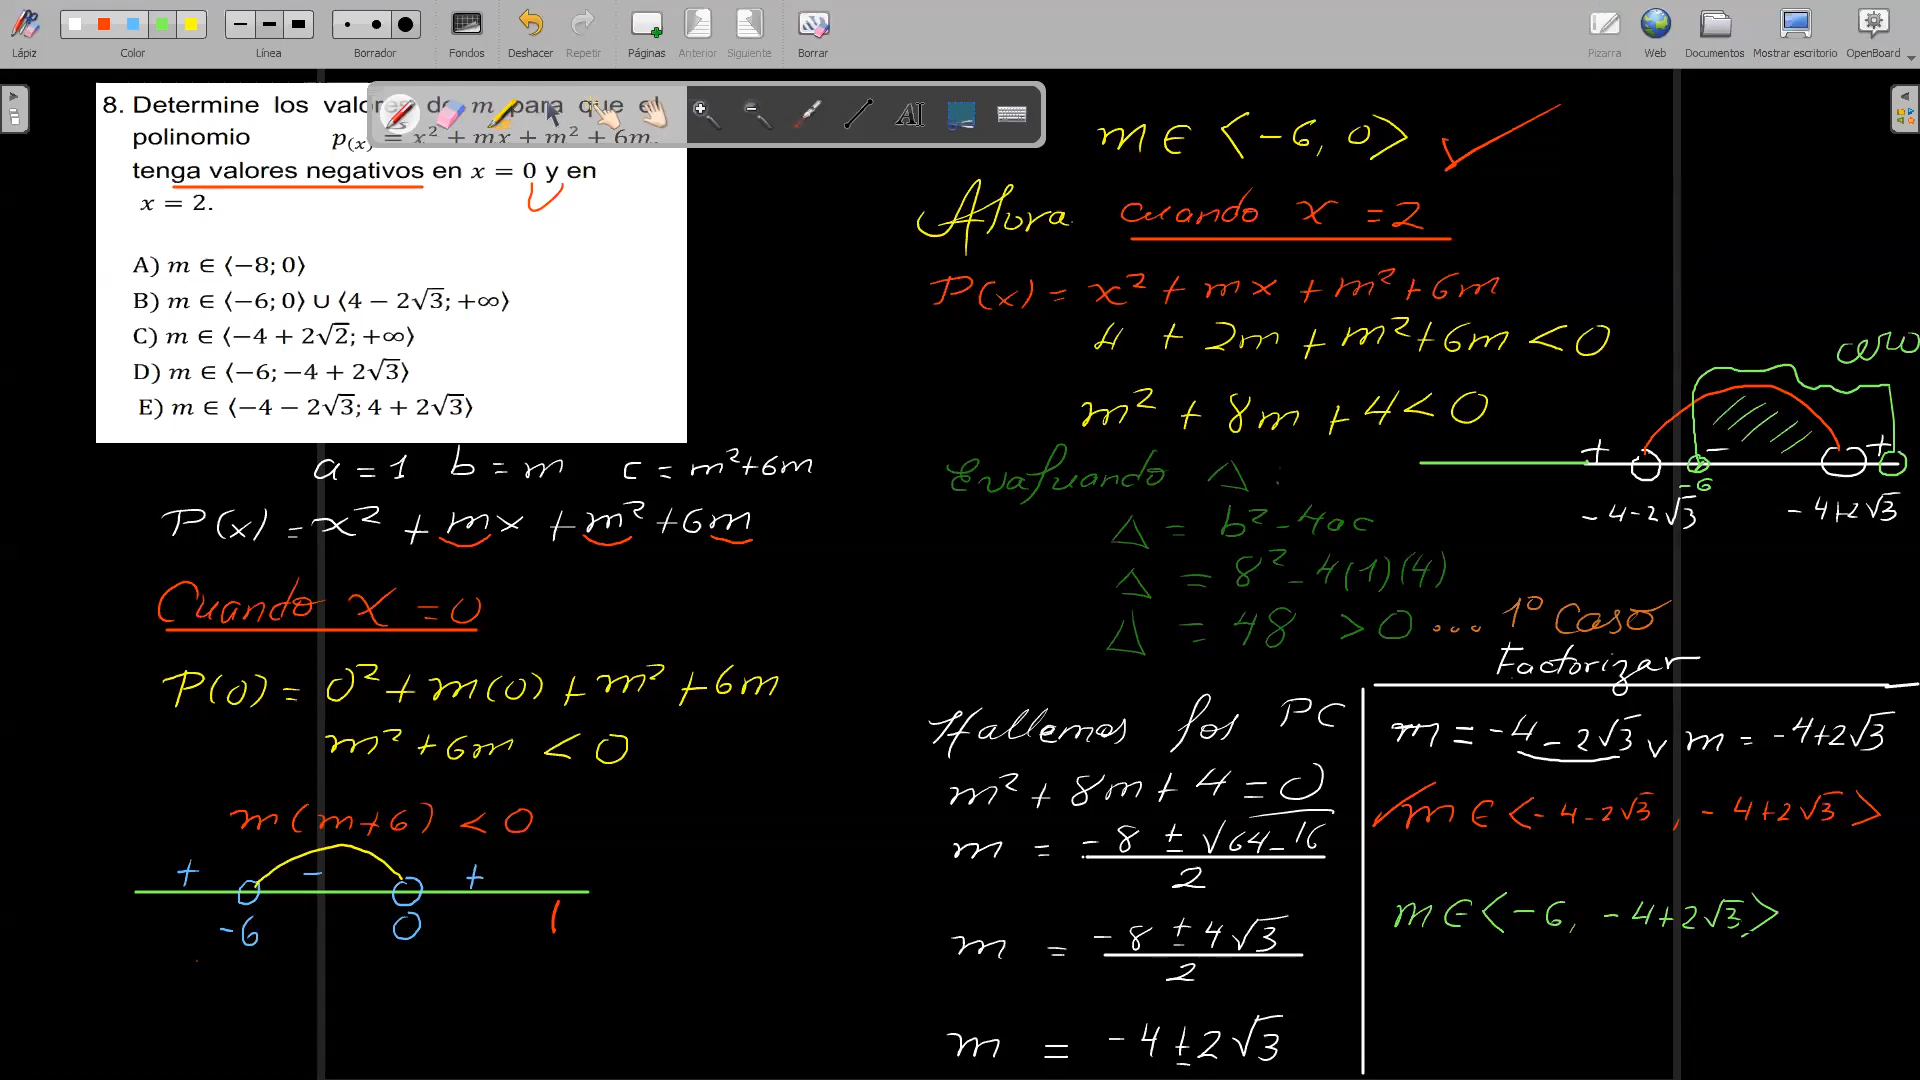 Lápiz Color Línea Borrador Fondos Deshacer Repetir Páginas Anterior Siguiente Borrar Pizarra Web Documentos Mostrar escritorio OpenBoard
8. Determine los valores de m para que el
polinomio p₍ₓ₎ = x² + mx + m² + 6m.
tenga valores negativos en x = 0 y en
x = 2.
A) m ∈ ⟨−8; 0⟩
B) m ∈ ⟨−6; 0⟩ ∪ ⟨4 − 2√3; +∞⟩
C) m ∈ ⟨−4 + 2√2; +∞⟩
D) m ∈ ⟨−6; −4 + 2√3⟩
E) m ∈ ⟨−4 − 2√3; 4 + 2√3⟩
a = 1 b = m c = m²+6m
P(x) = x² + mx + m² + 6m
Cuando x = 0
P(0) = 0² + m(0) + m² + 6m
m² + 6m < 0
m(m+6) < 0
+ − +
-6 0
m ∈ ⟨-6, 0⟩
Ahora cuando x = 2
P(x) = x² + mx + m² + 6m
4 + 2m + m² + 6m < 0
m² + 8m + 4 < 0
cero
+ − +
-6
-4-2√3 -4+2√3
Evaluando Δ :
Δ = b² - 4ac
Δ = 8² - 4(1)(4)
Δ = 48 > 0 ... 1º Caso
Factorizar
Hallemos los PC
m² + 8m + 4 = 0
m = -8 ± √64-16
2
m = -8 ± 4√3
2
m = -4 ± 2√3
m = -4 - 2√3 v m = -4+2√3
m ∈ ⟨-4-2√3, -4+2√3⟩
m ∈ ⟨-6, -4+2√3⟩